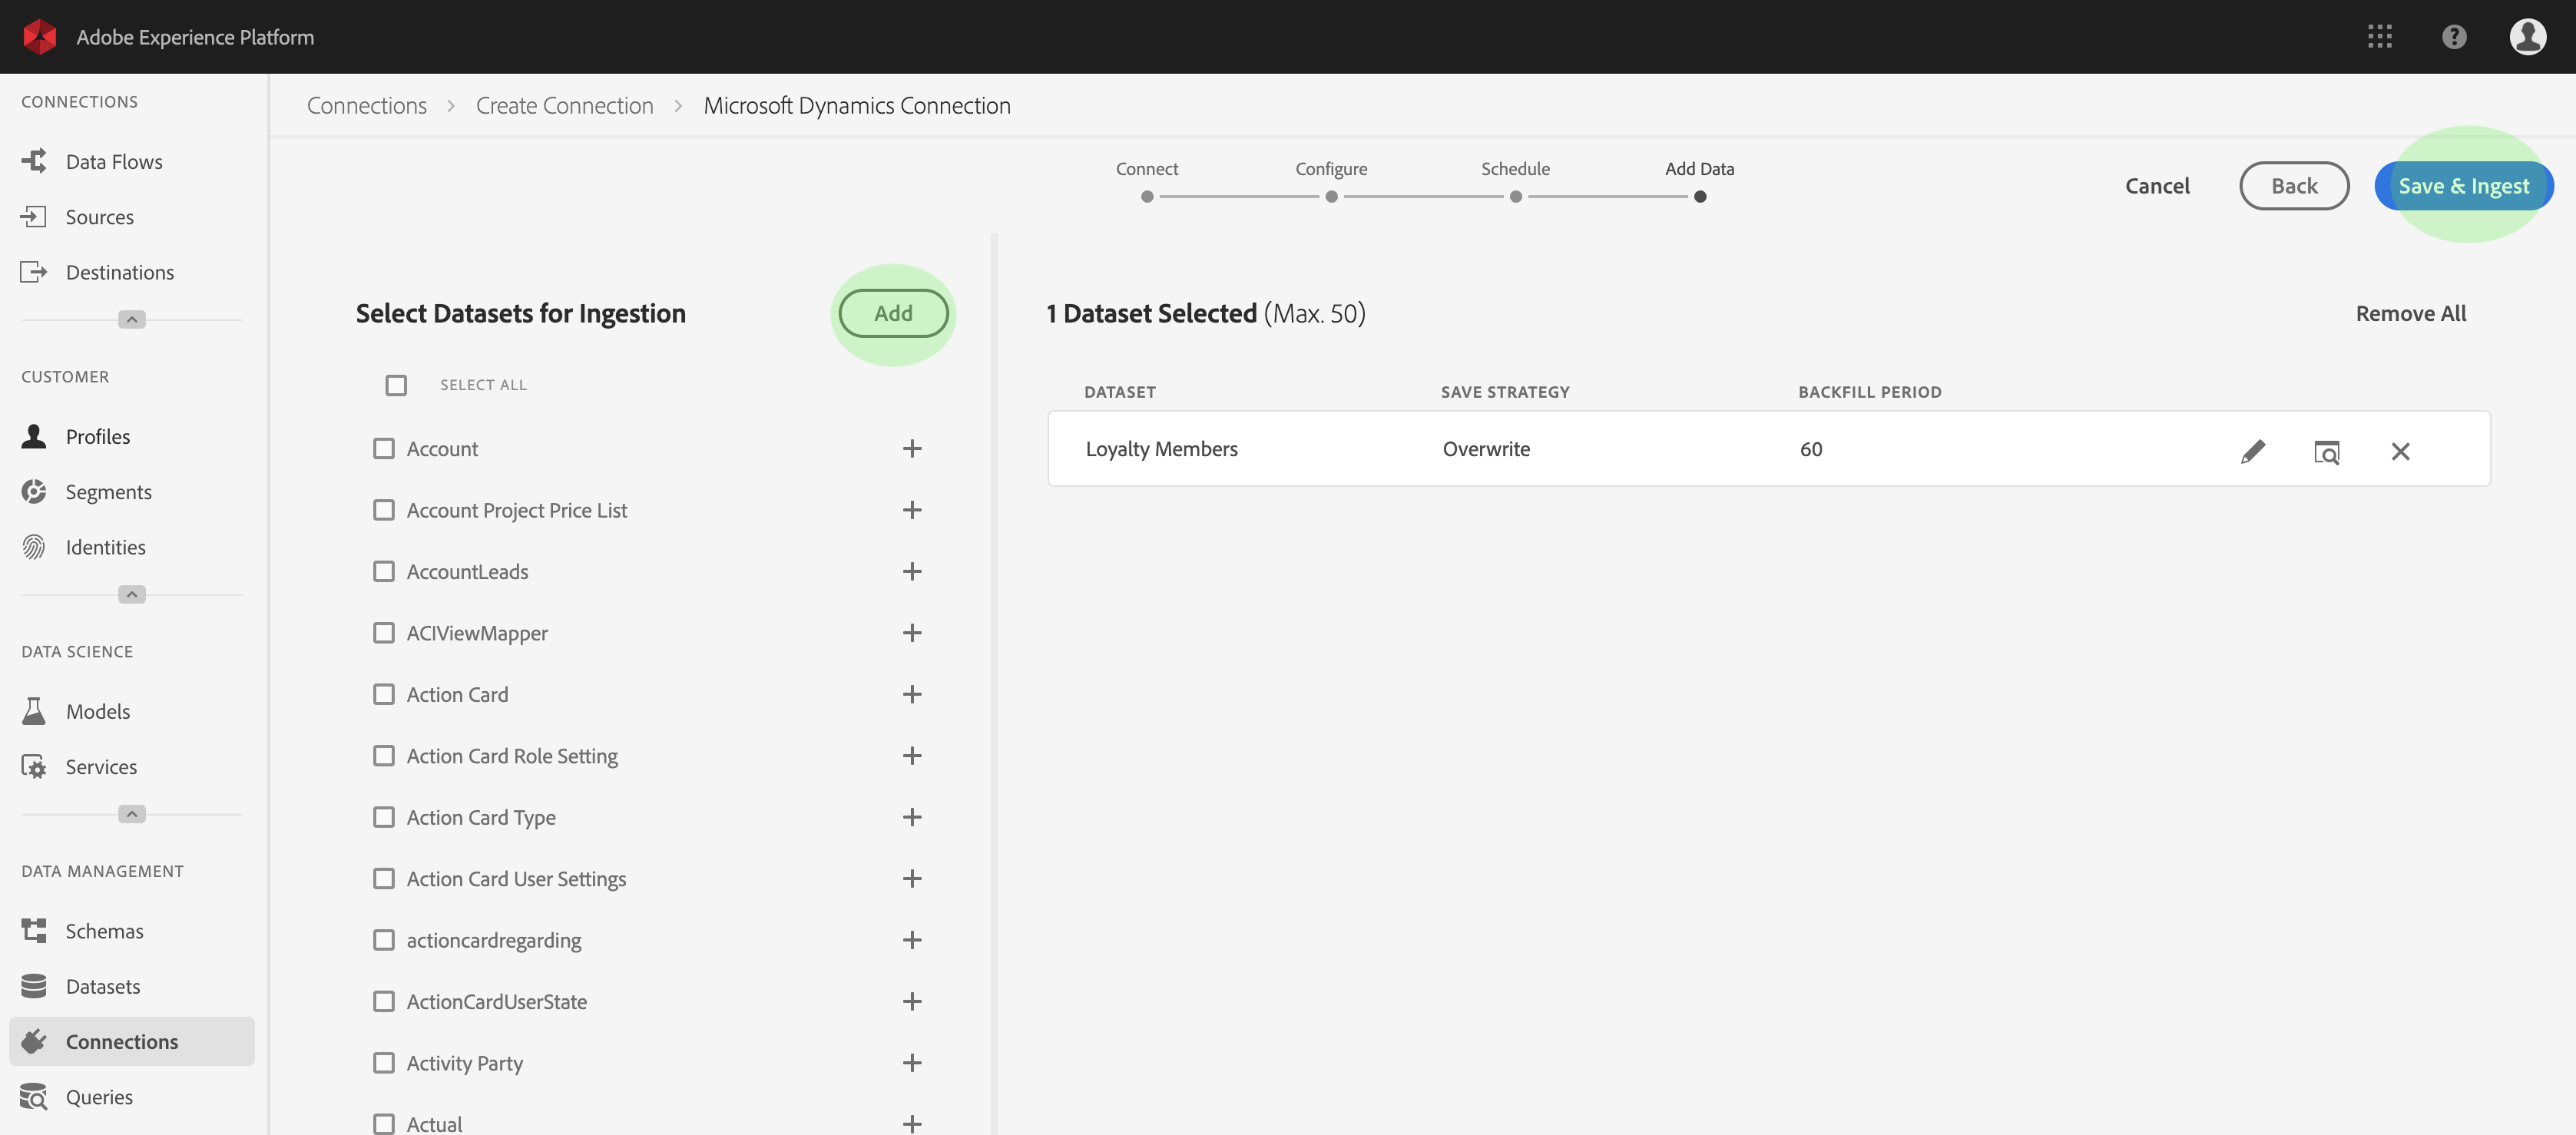 Adobe Experience Platform
CONNECTIONS
Data Flows
Sources
Destinations
CUSTOMER
Profiles
Segments
Identities
DATA SCIENCE
Models
Services
DATA MANAGEMENT
Schemas
Datasets
Connections
Queries
Connections > Create Connection > Microsoft Dynamics Connection
Connect Configure Schedule Add Data
Cancel Back Save & Ingest
Select Datasets for Ingestion Add
SELECT ALL
Account
Account Project Price List
AccountLeads
ACIViewMapper
Action Card
Action Card Role Setting
Action Card Type
Action Card User Settings
actioncardregarding
ActionCardUserState
Activity Party
Actual
1 Dataset Selected (Max. 50) Remove All
DATASET SAVE STRATEGY BACKFILL PERIOD
Loyalty Members Overwrite 60